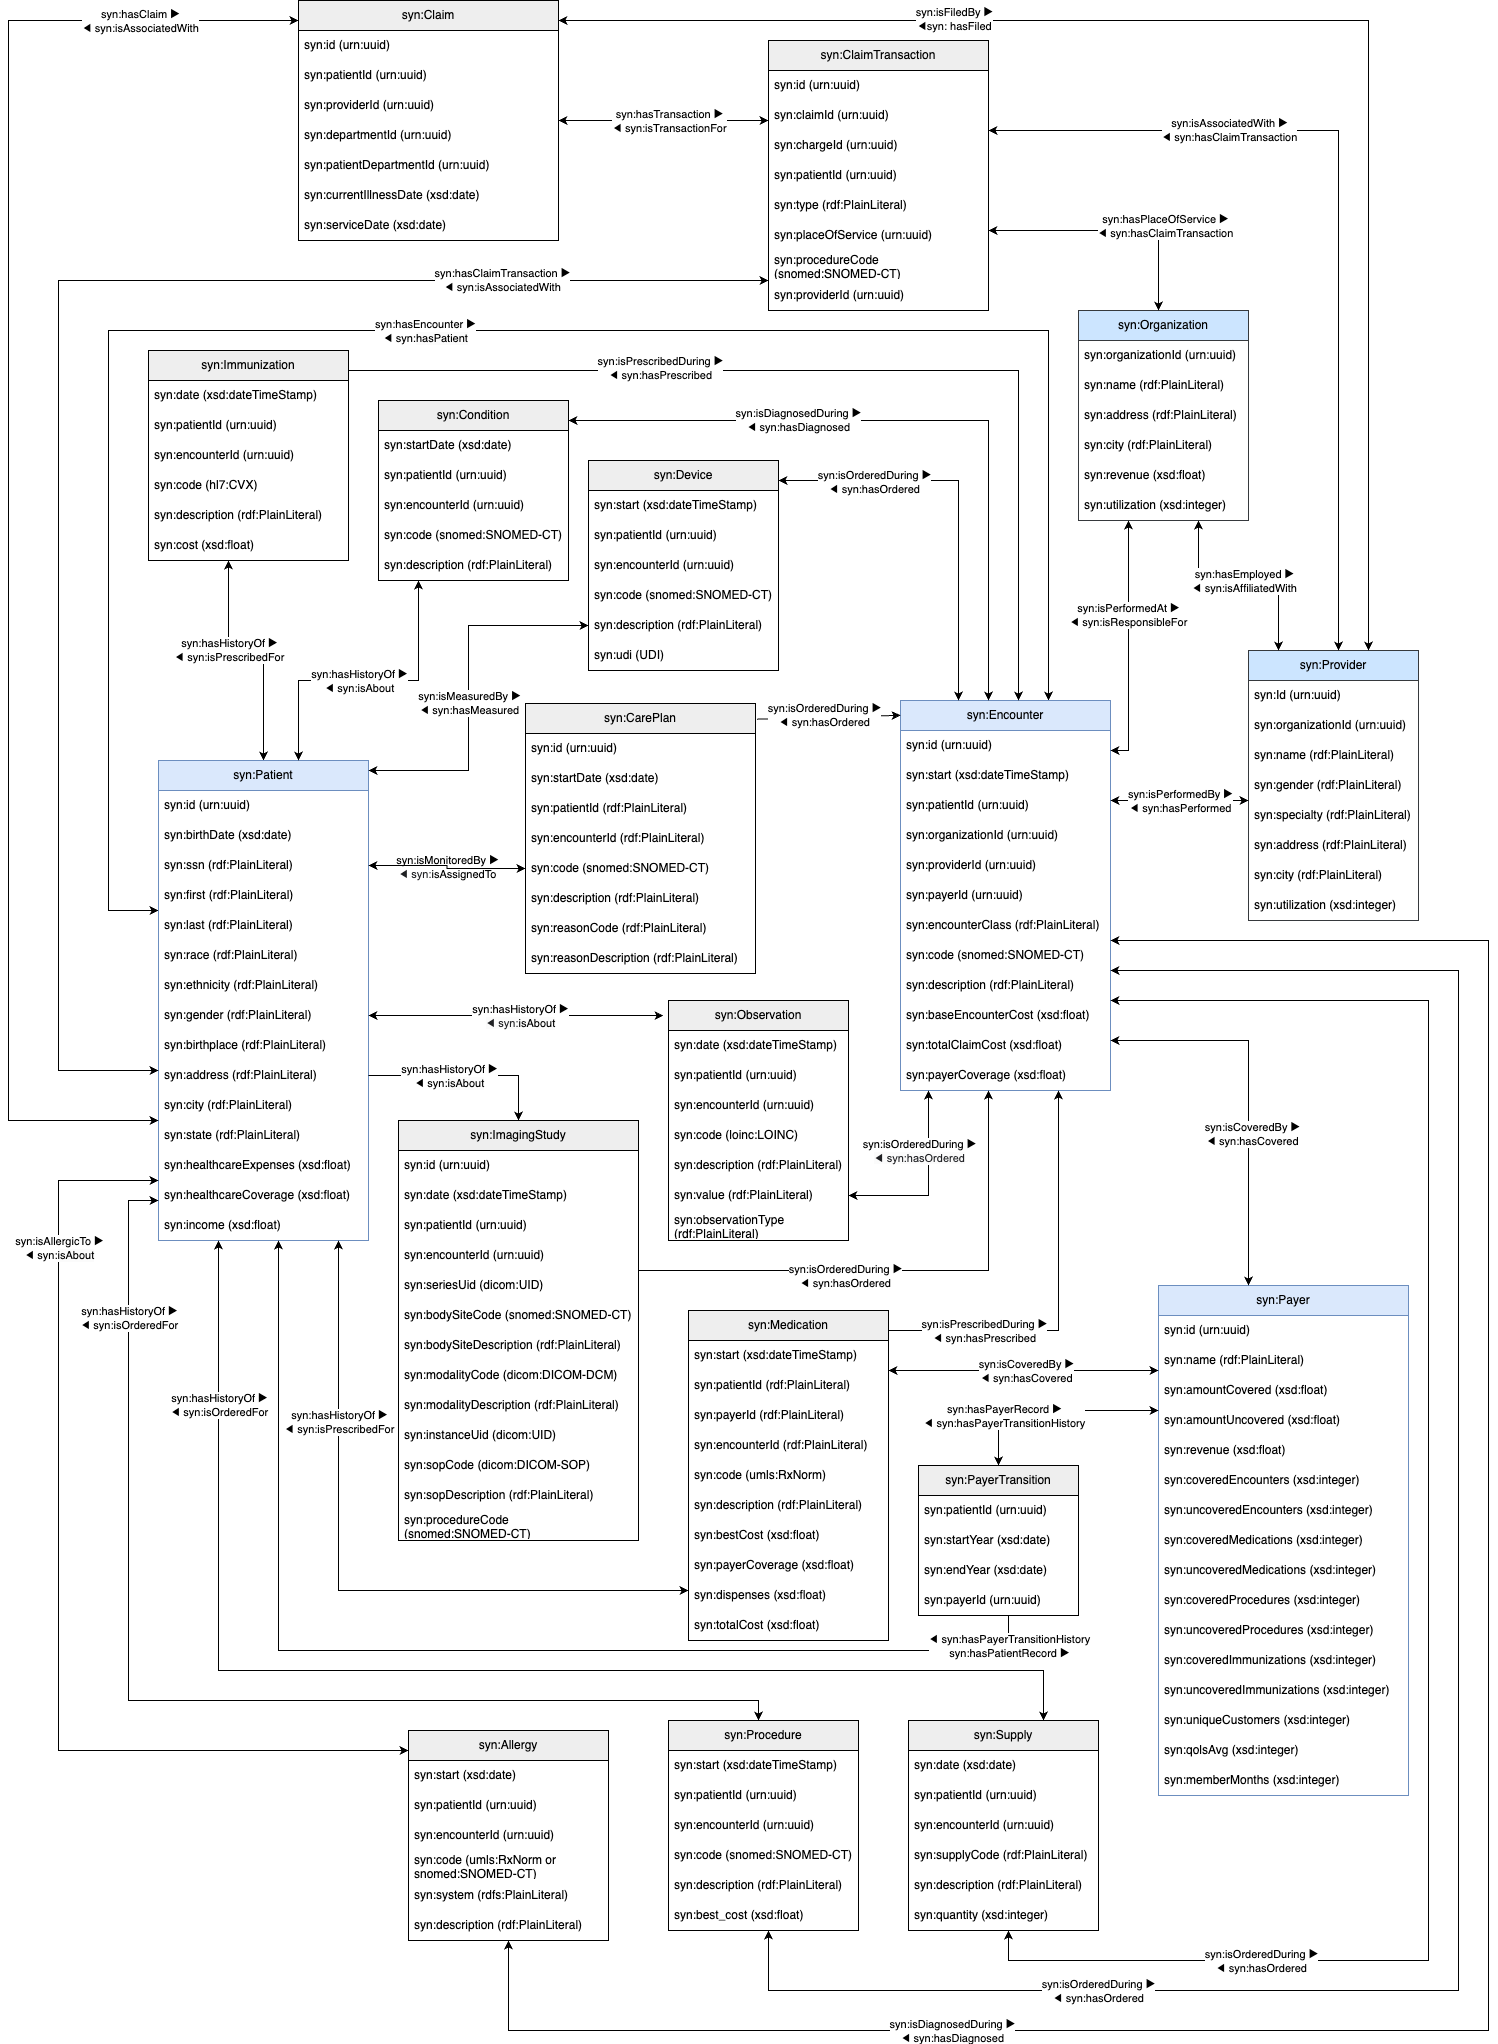 syn:hasClaim ▶
◀ syn:isAssociatedWith
syn:Claim
syn:id (urn:uuid)
syn:patientId (urn:uuid)
syn:providerId (urn:uuid)
syn:departmentId (urn:uuid)
syn:patientDepartmentId (urn:uuid)
syn:currentIllnessDate (xsd:date)
syn:serviceDate (xsd:date)
syn:isFiledBy ▶
◀syn: hasFiled
syn:hasTransaction ▶
◀ syn:isTransactionFor
syn:ClaimTransaction
syn:id (urn:uuid)
syn:claimId (urn:uuid)
syn:chargeId (urn:uuid)
syn:patientId (urn:uuid)
syn:type (rdf:PlainLiteral)
syn:placeOfService (urn:uuid)
syn:procedureCode
(snomed:SNOMED-CT)
syn:providerId (urn:uuid)
syn:isAssociatedWith ▶
◀ syn:hasClaimTransaction
syn:hasPlaceOfService ▶
◀ syn:hasClaimTransaction
syn:hasClaimTransaction ▶
◀ syn:isAssociatedWith
syn:hasEncounter ▶
◀ syn:hasPatient
syn:Organization
syn:organizationId (urn:uuid)
syn:name (rdf:PlainLiteral)
syn:address (rdf:PlainLiteral)
syn:city (rdf:PlainLiteral)
syn:revenue (xsd:float)
syn:utilization (xsd:integer)
syn:Immunization
syn:date (xsd:dateTimeStamp)
syn:patientId (urn:uuid)
syn:encounterId (urn:uuid)
syn:code (hl7:CVX)
syn:description (rdf:PlainLiteral)
syn:cost (xsd:float)
syn:isPrescribedDuring ▶
◀ syn:hasPrescribed
syn:Condition
syn:startDate (xsd:date)
syn:patientId (urn:uuid)
syn:encounterId (urn:uuid)
syn:code (snomed:SNOMED-CT)
syn:description (rdf:PlainLiteral)
syn:isDiagnosedDuring ▶
◀ syn:hasDiagnosed
syn:Device
syn:start (xsd:dateTimeStamp)
syn:patientId (urn:uuid)
syn:encounterId (urn:uuid)
syn:code (snomed:SNOMED-CT)
syn:description (rdf:PlainLiteral)
syn:udi (UDI)
syn:isOrderedDuring ▶
◀ syn:hasOrdered
syn:hasEmployed ▶
◀ syn:isAffiliatedWith
syn:isPerformedAt ▶
◀ syn:isResponsibleFor
syn:hasHistoryOf ▶
◀ syn:isPrescribedFor
syn:hasHistoryOf ▶
◀ syn:isAbout
syn:isMeasuredBy ▶
◀ syn:hasMeasured
syn:Provider
syn:Id (urn:uuid)
syn:organizationId (urn:uuid)
syn:name (rdf:PlainLiteral)
syn:gender (rdf:PlainLiteral)
syn:specialty (rdf:PlainLiteral)
syn:address (rdf:PlainLiteral)
syn:city (rdf:PlainLiteral)
syn:utilization (xsd:integer)
syn:CarePlan
syn:id (urn:uuid)
syn:startDate (xsd:date)
syn:patientId (rdf:PlainLiteral)
syn:encounterId (rdf:PlainLiteral)
syn:code (snomed:SNOMED-CT)
syn:description (rdf:PlainLiteral)
syn:reasonCode (rdf:PlainLiteral)
syn:reasonDescription (rdf:PlainLiteral)
syn:isOrderedDuring ▶
◀ syn:hasOrdered
syn:Encounter
syn:id (urn:uuid)
syn:start (xsd:dateTimeStamp)
syn:patientId (urn:uuid)
syn:organizationId (urn:uuid)
syn:providerId (urn:uuid)
syn:payerId (urn:uuid)
syn:encounterClass (rdf:PlainLiteral)
syn:code (snomed:SNOMED-CT)
syn:description (rdf:PlainLiteral)
syn:baseEncounterCost (xsd:float)
syn:totalClaimCost (xsd:float)
syn:payerCoverage (xsd:float)
syn:isPerformedBy ▶
◀ syn:hasPerformed
syn:Patient
syn:id (urn:uuid)
syn:birthDate (xsd:date)
syn:ssn (rdf:PlainLiteral)
syn:first (rdf:PlainLiteral)
syn:last (rdf:PlainLiteral)
syn:race (rdf:PlainLiteral)
syn:ethnicity (rdf:PlainLiteral)
syn:gender (rdf:PlainLiteral)
syn:birthplace (rdf:PlainLiteral)
syn:address (rdf:PlainLiteral)
syn:city (rdf:PlainLiteral)
syn:state (rdf:PlainLiteral)
syn:healthcareExpenses (xsd:float)
syn:healthcareCoverage (xsd:float)
syn:income (xsd:float)
syn:isMonitoredBy ▶
◀ syn:isAssignedTo
syn:hasHistoryOf ▶
◀ syn:isAbout
syn:Observation
syn:date (xsd:dateTimeStamp)
syn:patientId (urn:uuid)
syn:encounterId (urn:uuid)
syn:code (loinc:LOINC)
syn:description (rdf:PlainLiteral)
syn:value (rdf:PlainLiteral)
syn:observationType
(rdf:PlainLiteral)
syn:hasHistoryOf ▶
◀ syn:isAbout
syn:isOrderedDuring ▶
◀ syn:hasOrdered
syn:isCoveredBy ▶
◀ syn:hasCovered
syn:ImagingStudy
syn:id (urn:uuid)
syn:date (xsd:dateTimeStamp)
syn:patientId (urn:uuid)
syn:encounterId (urn:uuid)
syn:seriesUid (dicom:UID)
syn:bodySiteCode (snomed:SNOMED-CT)
syn:bodySiteDescription (rdf:PlainLiteral)
syn:modalityCode (dicom:DICOM-DCM)
syn:modalityDescription (rdf:PlainLiteral)
syn:instanceUid (dicom:UID)
syn:sopCode (dicom:DICOM-SOP)
syn:sopDescription (rdf:PlainLiteral)
syn:procedureCode
(snomed:SNOMED-CT)
syn:isAllergicTo ▶
◀ syn:isAbout
syn:isOrderedDuring ▶
◀ syn:hasOrdered
syn:hasHistoryOf ▶
◀ syn:isOrderedFor
syn:hasHistoryOf ▶
◀ syn:isOrderedFor
syn:hasHistoryOf ▶
◀ syn:isPrescribedFor
syn:Medication
syn:start (xsd:dateTimeStamp)
syn:patientId (rdf:PlainLiteral)
syn:payerId (rdf:PlainLiteral)
syn:encounterId (rdf:PlainLiteral)
syn:code (umls:RxNorm)
syn:description (rdf:PlainLiteral)
syn:bestCost (xsd:float)
syn:payerCoverage (xsd:float)
syn:dispenses (xsd:float)
syn:totalCost (xsd:float)
syn:isPrescribedDuring ▶
◀ syn:hasPrescribed
syn:isCoveredBy ▶
◀ syn:hasCovered
syn:hasPayerRecord ▶
◀ syn:hasPayerTransitionHistory
syn:Payer
syn:id (urn:uuid)
syn:name (rdf:PlainLiteral)
syn:amountCovered (xsd:float)
syn:amountUncovered (xsd:float)
syn:revenue (xsd:float)
syn:coveredEncounters (xsd:integer)
syn:uncoveredEncounters (xsd:integer)
syn:coveredMedications (xsd:integer)
syn:uncoveredMedications (xsd:integer)
syn:coveredProcedures (xsd:integer)
syn:uncoveredProcedures (xsd:integer)
syn:coveredImmunizations (xsd:integer)
syn:uncoveredImmunizations (xsd:integer)
syn:uniqueCustomers (xsd:integer)
syn:qolsAvg (xsd:integer)
syn:memberMonths (xsd:integer)
syn:PayerTransition
syn:patientId (urn:uuid)
syn:startYear (xsd:date)
syn:endYear (xsd:date)
syn:payerId (urn:uuid)
◀ syn:hasPayerTransitionHistory
syn:hasPatientRecord ▶
syn:Allergy
syn:start (xsd:date)
syn:patientId (urn:uuid)
syn:encounterId (urn:uuid)
syn:code (umls:RxNorm or
snomed:SNOMED-CT)
syn:system (rdfs:PlainLiteral)
syn:description (rdf:PlainLiteral)
syn:Procedure
syn:start (xsd:dateTimeStamp)
syn:patientId (urn:uuid)
syn:encounterId (urn:uuid)
syn:code (snomed:SNOMED-CT)
syn:description (rdf:PlainLiteral)
syn:best_cost (xsd:float)
syn:Supply
syn:date (xsd:date)
syn:patientId (urn:uuid)
syn:encounterId (urn:uuid)
syn:supplyCode (rdf:PlainLiteral)
syn:description (rdf:PlainLiteral)
syn:quantity (xsd:integer)
syn:isOrderedDuring ▶
◀ syn:hasOrdered
syn:isOrderedDuring ▶
◀ syn:hasOrdered
syn:isDiagnosedDuring ▶
◀ syn:hasDiagnosed